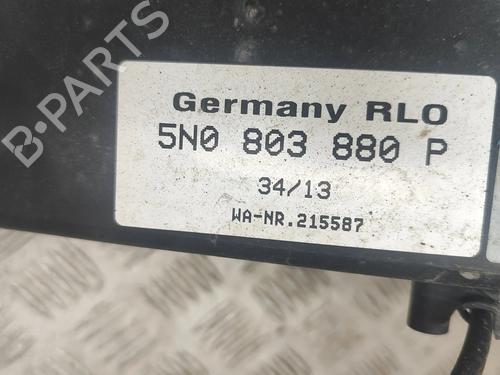 B-PARTS
Germany RLO
5N0 803 880 P
34/13
WA-NR.215587